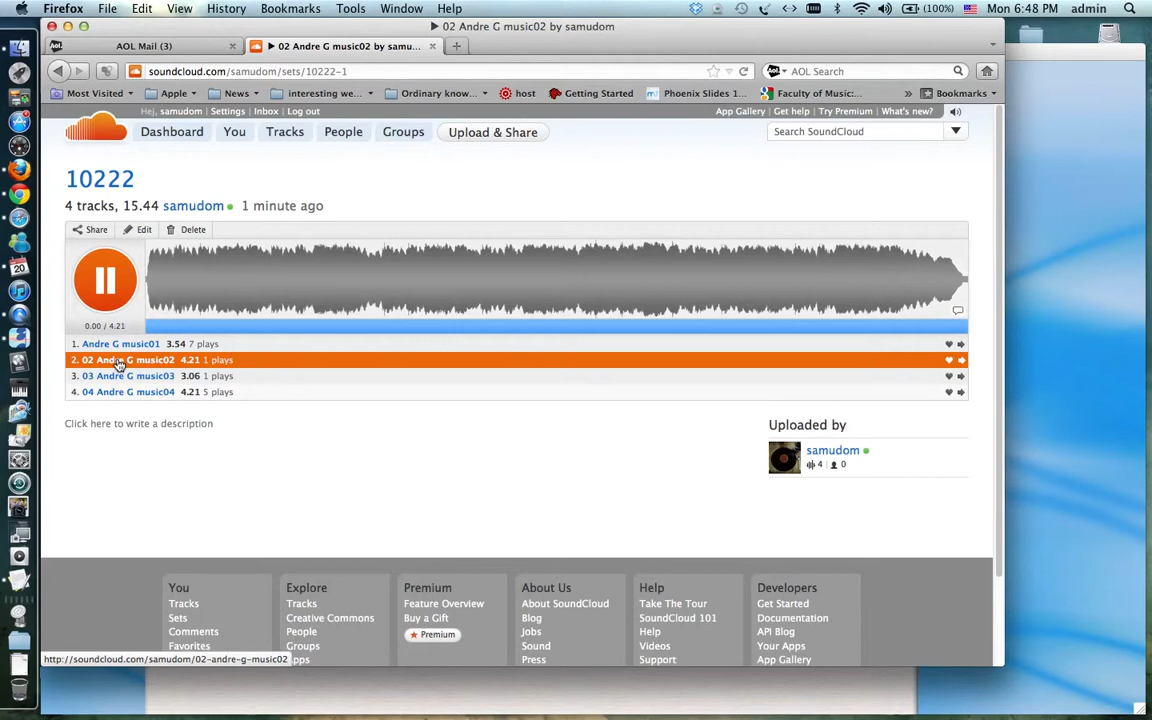 Firefox File Edit View History Bookmarks Tools Window Help (100%) Mon 6:48 PM admin
02 Andre G music02 by samudom
AOL AOL Mail (3) × 02 Andre G music02 by samu... × +
soundcloud.com/samudom/sets/10222-1 AOL AOL Search
Most Visited Apple News interesting we... Ordinary know... host Getting Started Phoenix Slides 1... Faculty of Music:... » Bookmarks
Hej, samudom Settings Inbox Log out App Gallery Get help Try Premium What's new?
Dashboard You Tracks People Groups Upload & Share Search SoundCloud
10222
4 tracks, 15.44 samudom 1 minute ago
Share Edit Delete
0.00 / 4.21
1. Andre G music01 3.54 7 plays
2. 02 Andre G music02 4.21 1 plays
3. 03 Andre G music03 3.06 1 plays
4. 04 Andre G music04 4.21 5 plays
Click here to write a description
Uploaded by
samudom
4 0
You Explore Premium About Us Help Developers
Tracks Tracks Feature Overview About SoundCloud Take The Tour Get Started
Sets Creative Commons Buy a Gift Blog SoundCloud 101 Documentation
Comments People Premium Jobs Help API Blog
Favorites Groups Sound Videos Your Apps
http://soundcloud.com/samudom/02-andre-g-music02 Press Support App Gallery
20